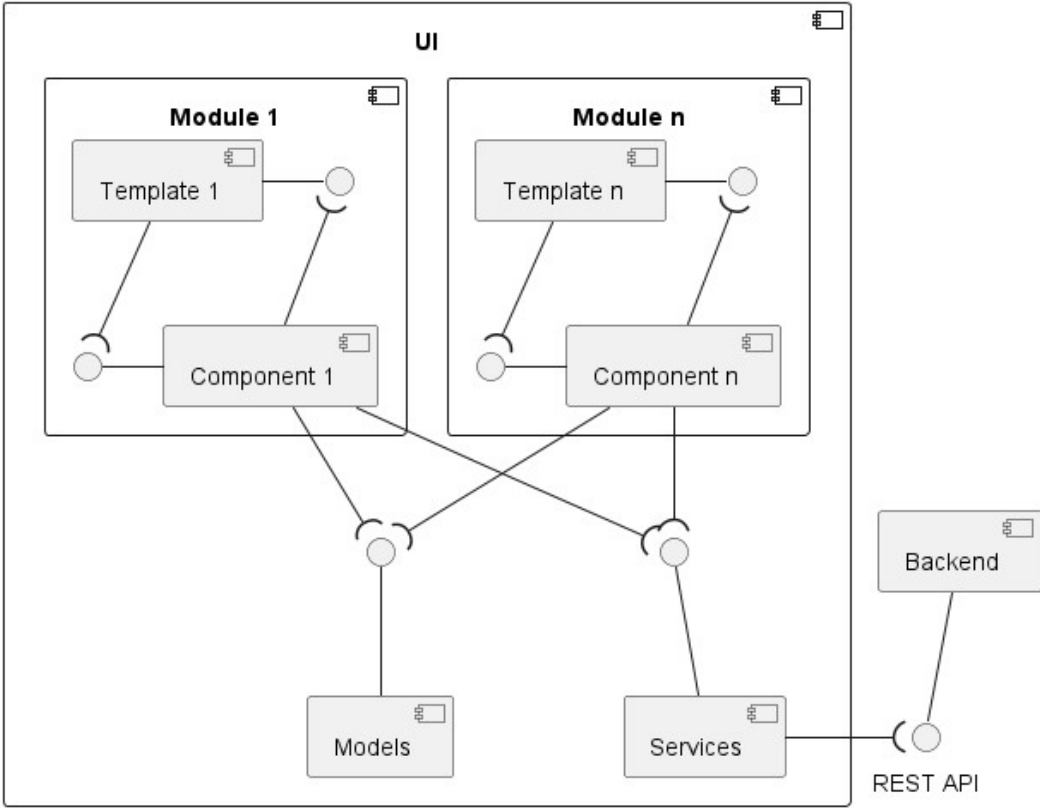 UI
Module 1
Module n
Template 1
Template n
Component 1
Component n
Backend
Models
Services
REST API